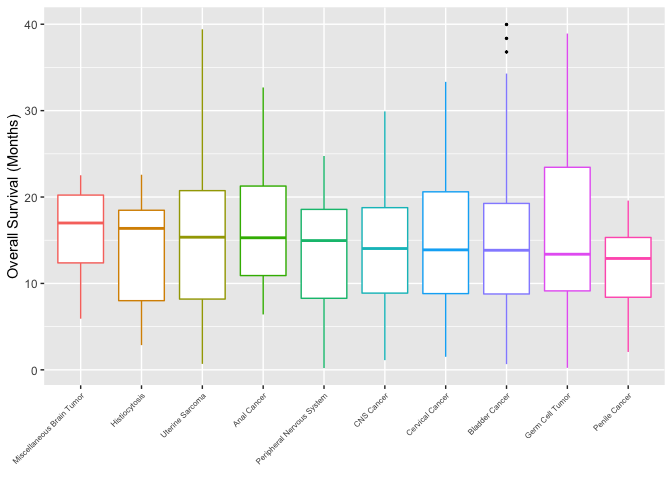 Overall Survival (Months)
40
30
20
10
0
Miscellaneous Brain Tumor
Histiocytosis
Uterine Sarcoma
Anal Cancer
Peripheral Nervous System
CNS Cancer
Cervical Cancer
Bladder Cancer
Germ Cell Tumor
Penile Cancer